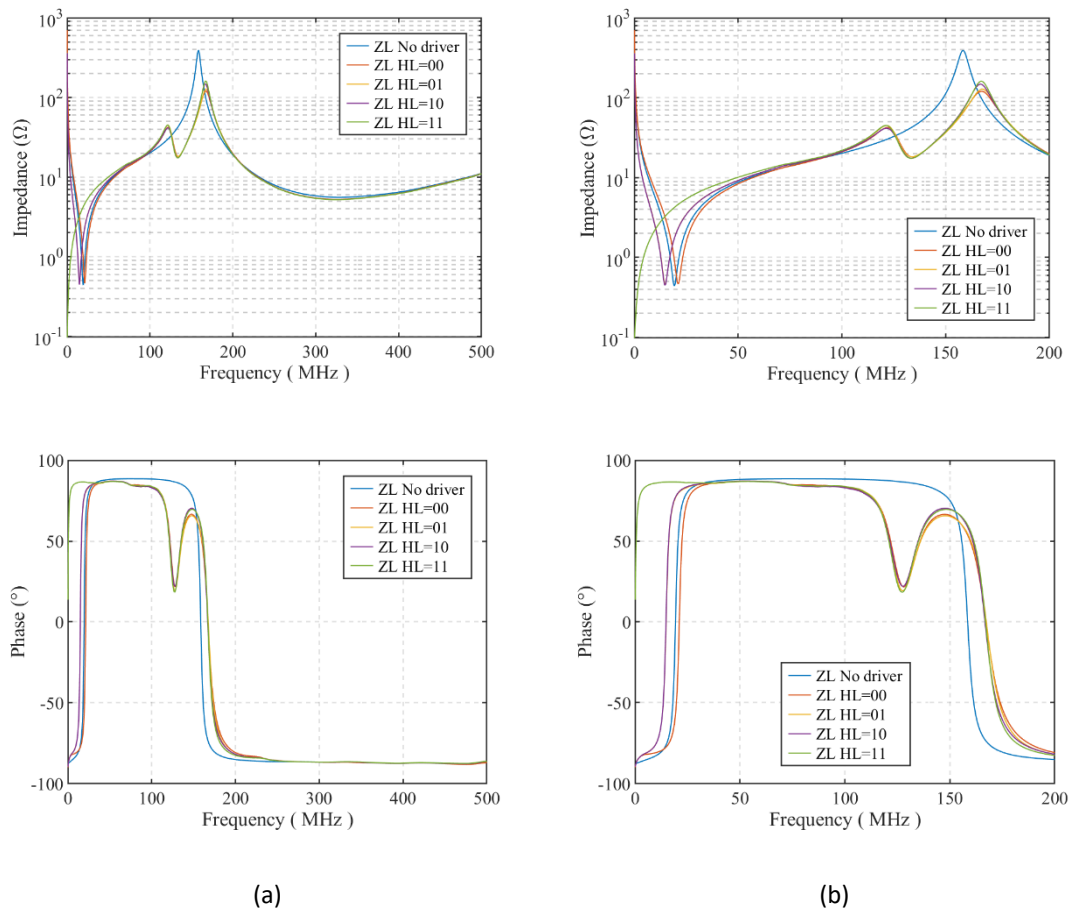 Impedance (Ω)
10^3
10^2
10^1
10^0
10^-1
0 100 200 300 400 500
Frequency ( MHz )
ZL No driver
ZL HL=00
ZL HL=01
ZL HL=10
ZL HL=11
Impedance (Ω)
10^3
10^2
10^1
10^0
10^-1
0 50 100 150 200
Frequency ( MHz )
ZL No driver
ZL HL=00
ZL HL=01
ZL HL=10
ZL HL=11
Phase (°)
100
50
0
-50
-100
0 100 200 300 400 500
Frequency ( MHz )
ZL No driver
ZL HL=00
ZL HL=01
ZL HL=10
ZL HL=11
Phase (°)
100
50
0
-50
-100
0 50 100 150 200
Frequency ( MHz )
ZL No driver
ZL HL=00
ZL HL=01
ZL HL=10
ZL HL=11
(a)
(b)